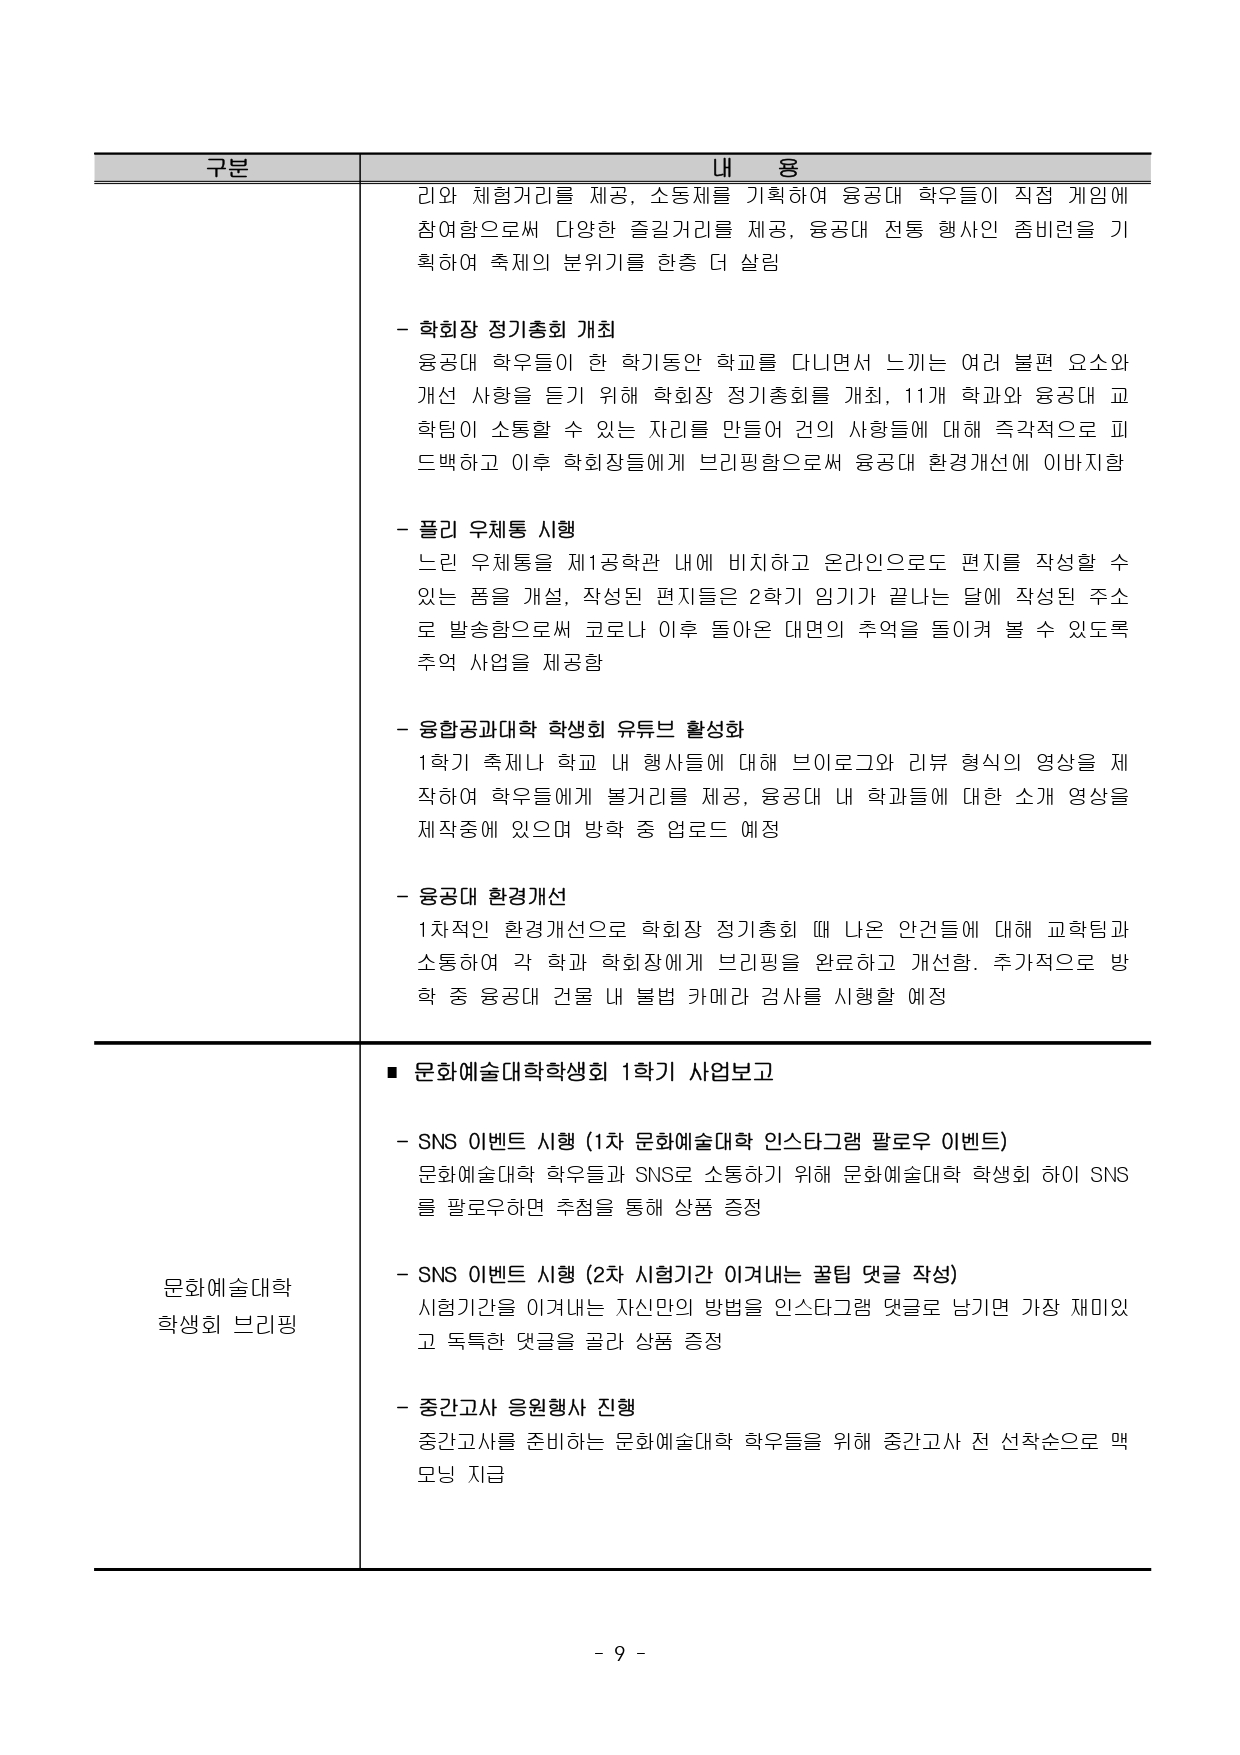 구분 내 용
리와 체험거리를 제공, 소동제를 기획하여 융공대 학우들이 직접 게임에
참여함으로써 다양한 즐길거리를 제공, 융공대 전통 행사인 좀비런을 기
획하여 축제의 분위기를 한층 더 살림
- 학회장 정기총회 개최
융공대 학우들이 한 학기동안 학교를 다니면서 느끼는 여러 불편 요소와
개선 사항을 듣기 위해 학회장 정기총회를 개최, 11개 학과와 융공대 교
학팀이 소통할 수 있는 자리를 만들어 건의 사항들에 대해 즉각적으로 피
드백하고 이후 학회장들에게 브리핑함으로써 융공대 환경개선에 이바지함
- 플리 우체통 시행
느린 우체통을 제1공학관 내에 비치하고 온라인으로도 편지를 작성할 수
있는 폼을 개설, 작성된 편지들은 2학기 임기가 끝나는 달에 작성된 주소
로 발송함으로써 코로나 이후 돌아온 대면의 추억을 돌이켜 볼 수 있도록
추억 사업을 제공함
- 융합공과대학 학생회 유튜브 활성화
1학기 축제나 학교 내 행사들에 대해 브이로그와 리뷰 형식의 영상을 제
작하여 학우들에게 볼거리를 제공, 융공대 내 학과들에 대한 소개 영상을
제작중에 있으며 방학 중 업로드 예정
- 융공대 환경개선
1차적인 환경개선으로 학회장 정기총회 때 나온 안건들에 대해 교학팀과
소통하여 각 학과 학회장에게 브리핑을 완료하고 개선함. 추가적으로 방
학 중 융공대 건물 내 불법 카메라 검사를 시행할 예정
문화예술대학
학생회 브리핑
■ 문화예술대학학생회 1학기 사업보고
- SNS 이벤트 시행 (1차 문화예술대학 인스타그램 팔로우 이벤트)
문화예술대학 학우들과 SNS로 소통하기 위해 문화예술대학 학생회 하이 SNS
를 팔로우하면 추첨을 통해 상품 증정
- SNS 이벤트 시행 (2차 시험기간 이겨내는 꿀팁 댓글 작성)
시험기간을 이겨내는 자신만의 방법을 인스타그램 댓글로 남기면 가장 재미있
고 독특한 댓글을 골라 상품 증정
- 중간고사 응원행사 진행
중간고사를 준비하는 문화예술대학 학우들을 위해 중간고사 전 선착순으로 맥
모닝 지급
- 9 -